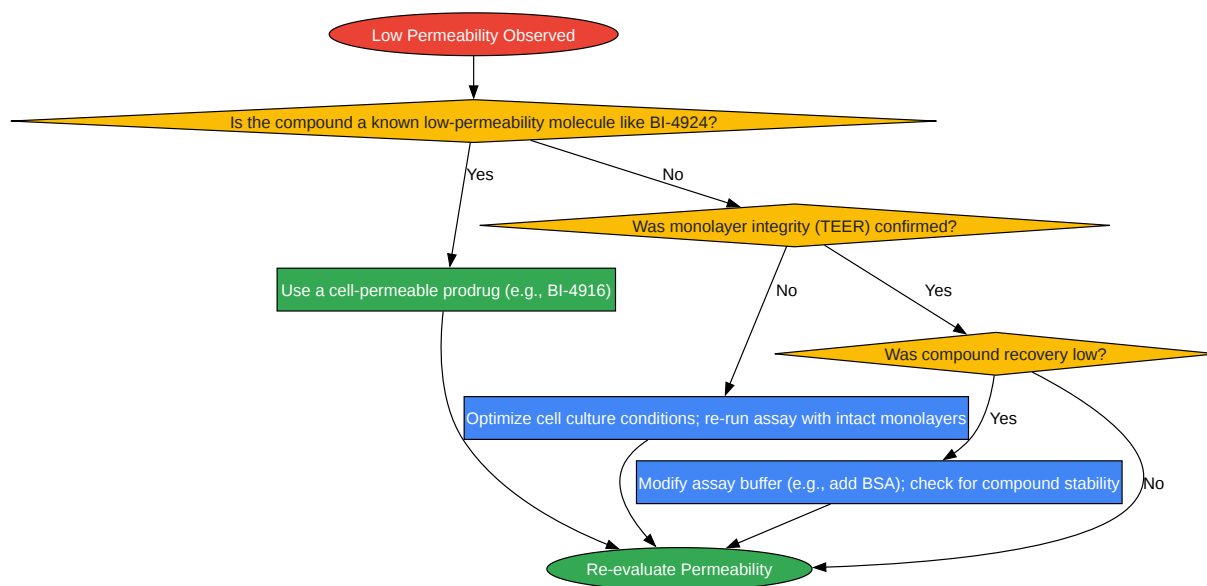 Low Permeability Observed
Is the compound a known low-permeability molecule like BI-4924?
Yes
No
Was monolayer integrity (TEER) confirmed?
Use a cell-permeable prodrug (e.g., BI-4916)
No
Yes
Was compound recovery low?
Optimize cell culture conditions; re-run assay with intact monolayers
Yes
Modify assay buffer (e.g., add BSA); check for compound stability
No
Re-evaluate Permeability